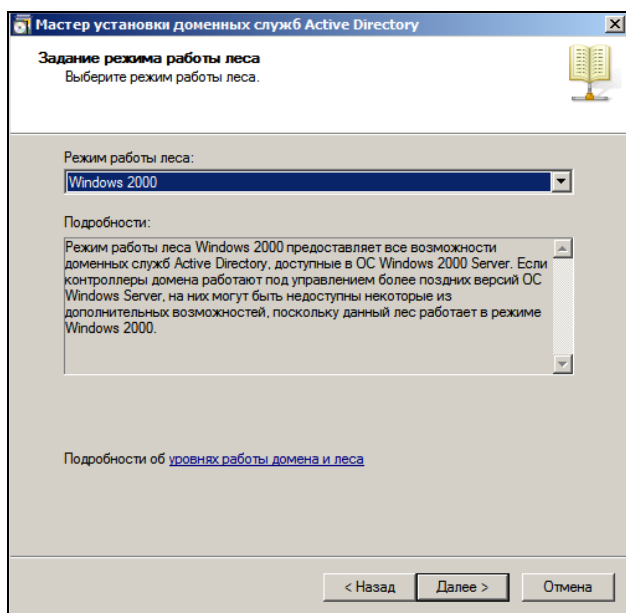 Мастер установки доменных служб Active Directory
Задание режима работы леса
Выберите режим работы леса.
Режим работы леса:
Windows 2000
Подробности:
Режим работы леса Windows 2000 предоставляет все возможности
доменных служб Active Directory, доступные в ОС Windows 2000 Server. Если
контроллеры домена работают под управлением более поздних версий ОС
Windows Server, на них могут быть недоступны некоторые из
дополнительных возможностей, поскольку данный лес работает в режиме
Windows 2000.
Подробности об уровнях работы домена и леса
< Назад Далее > Отмена